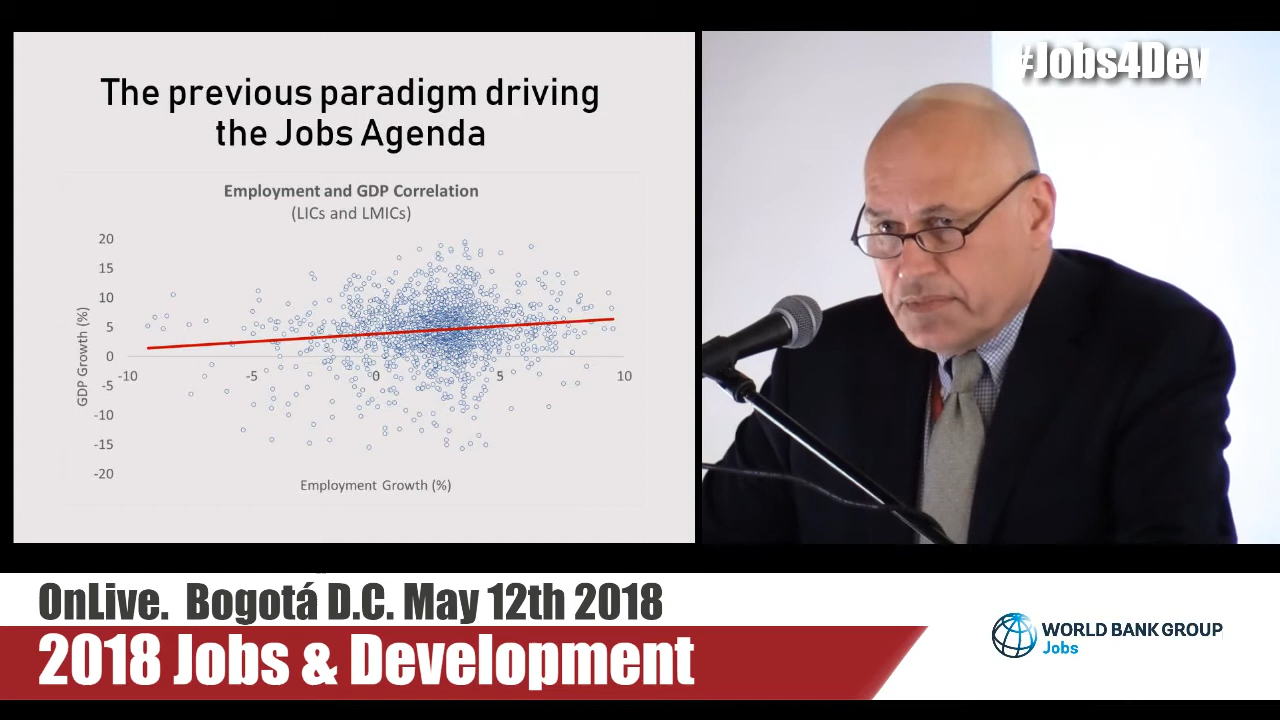 The previous paradigm driving
the Jobs Agenda
Employment and GDP Correlation
(LICs and LMICs)
GDP Growth (%)
20
15
10
5
0
-5
-10
-15
-20
-10
-5
0
5
10
Employment Growth (%)
#Jobs4Dev
OnLive. Bogotá D.C. May 12th 2018
2018 Jobs & Development
WORLD BANK GROUP
Jobs